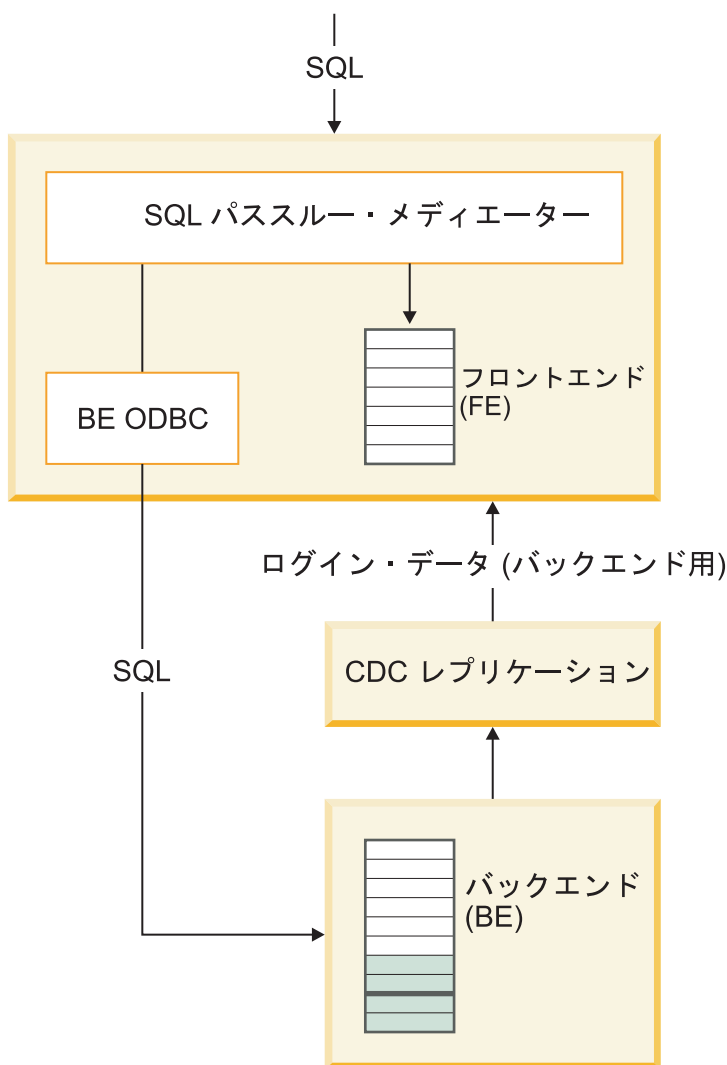 SQL
SQL パススルー・メディエーター
BE ODBC
フロントエンド
(FE)
ログイン・データ (バックエンド用)
SQL
CDC レプリケーション
バックエンド
(BE)